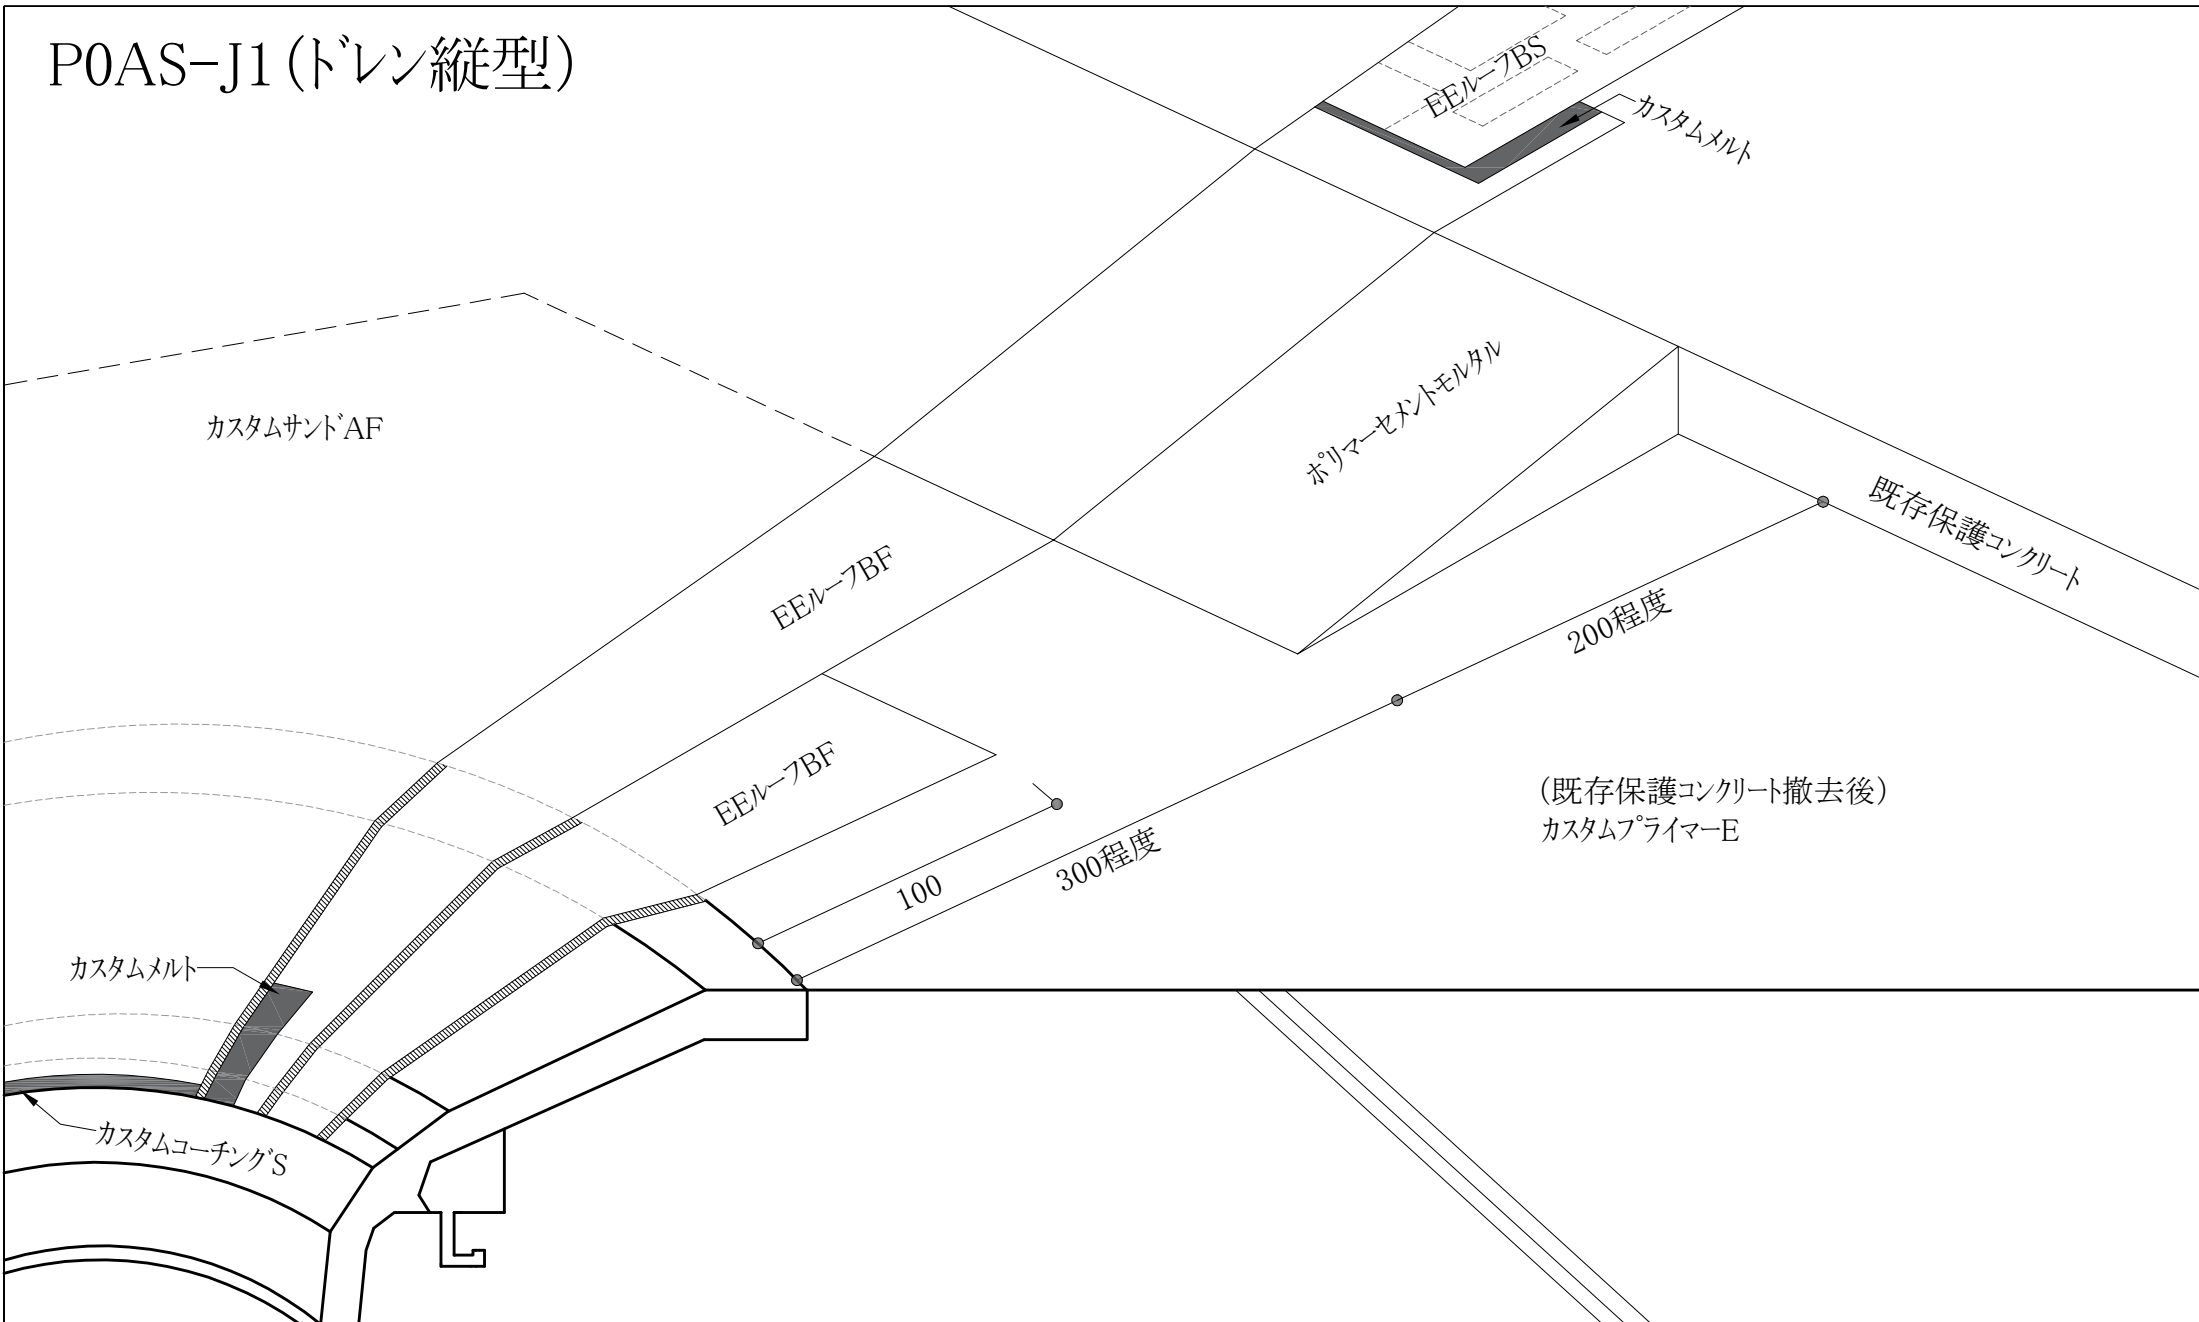 P0AS-J1(ドレン縦型)
EEルーフBS
カスタムメルト
カスタムサンドAF
ポリマーセメントモルタル
既存保護コンクリート
EEルーフBF
200程度
EEルーフBF
(既存保護コンクリート撤去後)
カスタムプライマーE
300程度
100
カスタムメルト
カスタムコーチングS